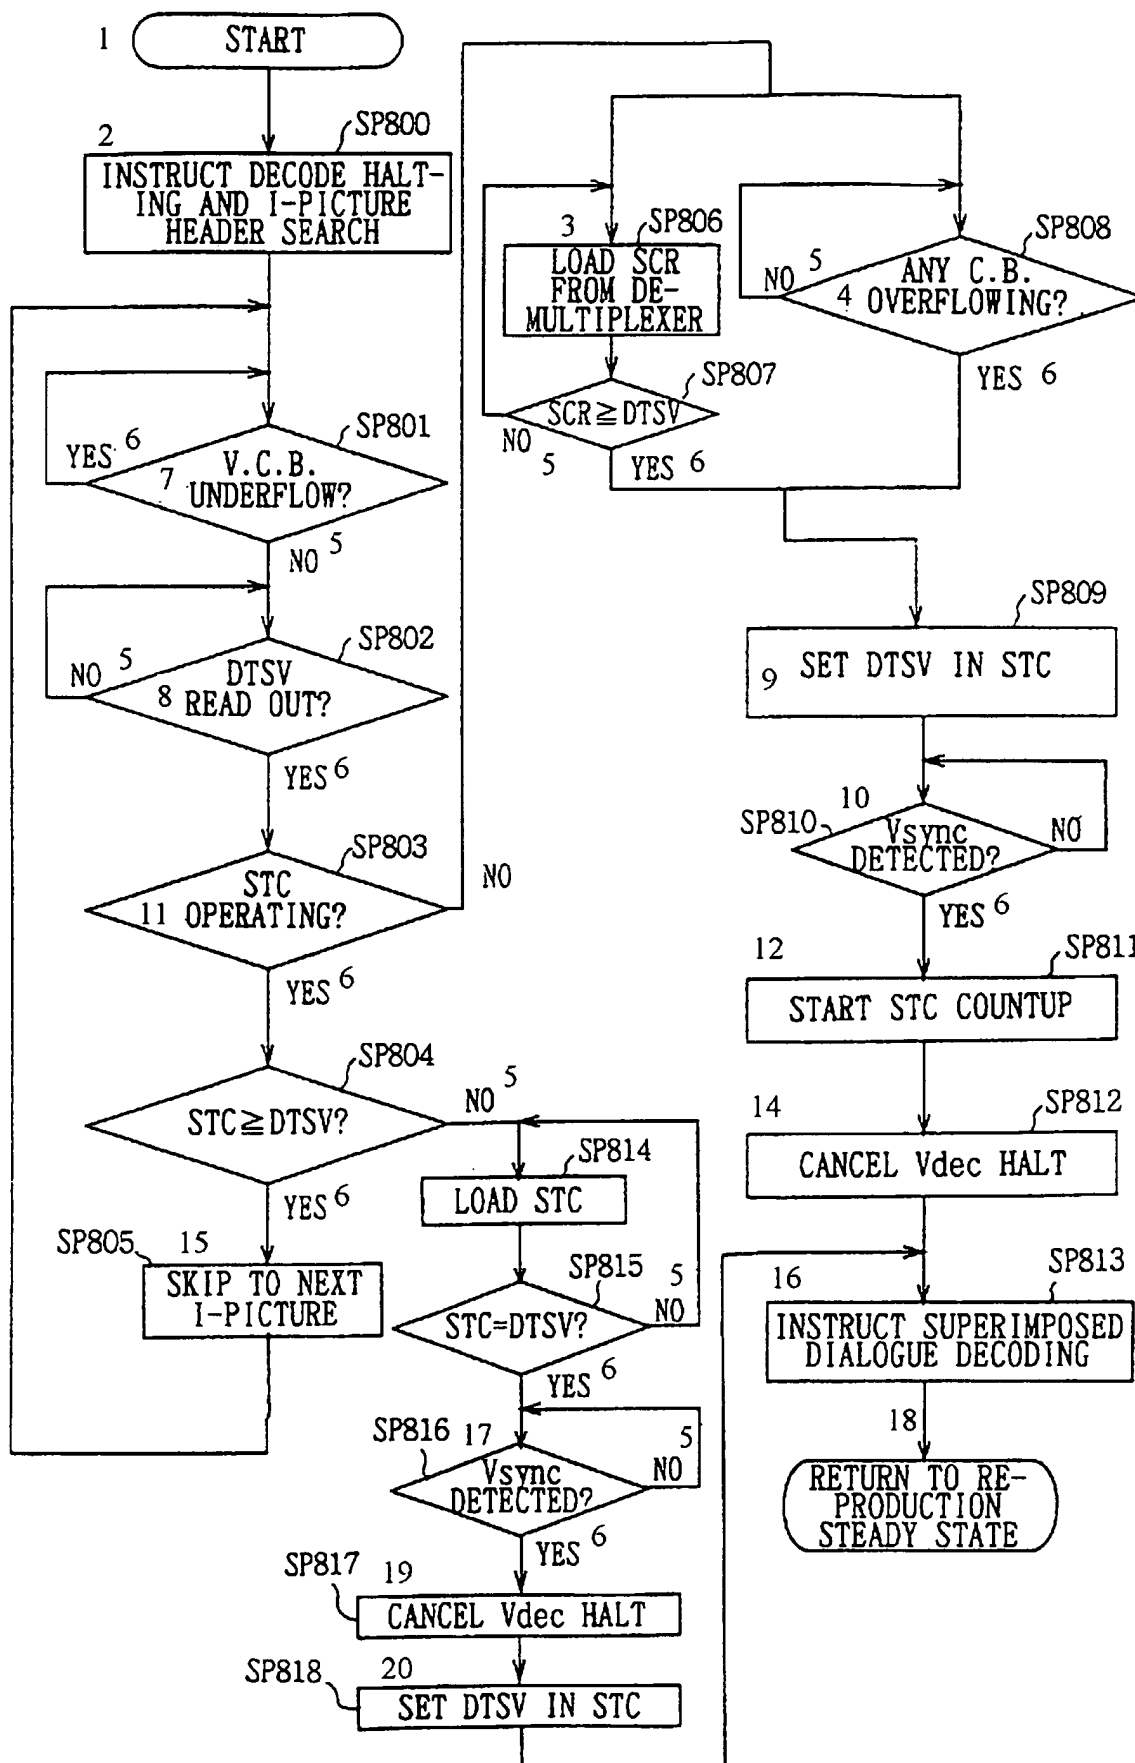 1
START
2
SP800
INSTRUCT DECODE HALT-
ING AND I-PICTURE
HEADER SEARCH
YES 6
SP801
7
V.C.B.
UNDERFLOW?
NO 5
NO 5
SP802
8
DTSV
READ OUT?
YES 6
SP803
STC
11 OPERATING?
NO
YES 6
SP804
STC≧DTSV?
NO 5
YES 6
SP805
15
SKIP TO NEXT
I-PICTURE
SP814
LOAD STC
SP815
STC=DTSV?
5
NO
YES 6
SP816
17
Vsync
DETECTED?
5
NO
YES 6
SP817
19
CANCEL Vdec HALT
SP818
20
SET DTSV IN STC
3
SP806
LOAD SCR
FROM DE-
MULTIPLEXER
SP807
SCR≧DTSV
NO
5
YES 6
SP808
NO 5
4
ANY C.B.
OVERFLOWING?
YES 6
SP809
9
SET DTSV IN STC
10
SP810
Vsync
DETECTED?
NO
YES 6
12
SP811
START STC COUNTUP
14
SP812
CANCEL Vdec HALT
16
SP813
INSTRUCT SUPERIMPOSED
DIALOGUE DECODING
18
RETURN TO RE-
PRODUCTION
STEADY STATE